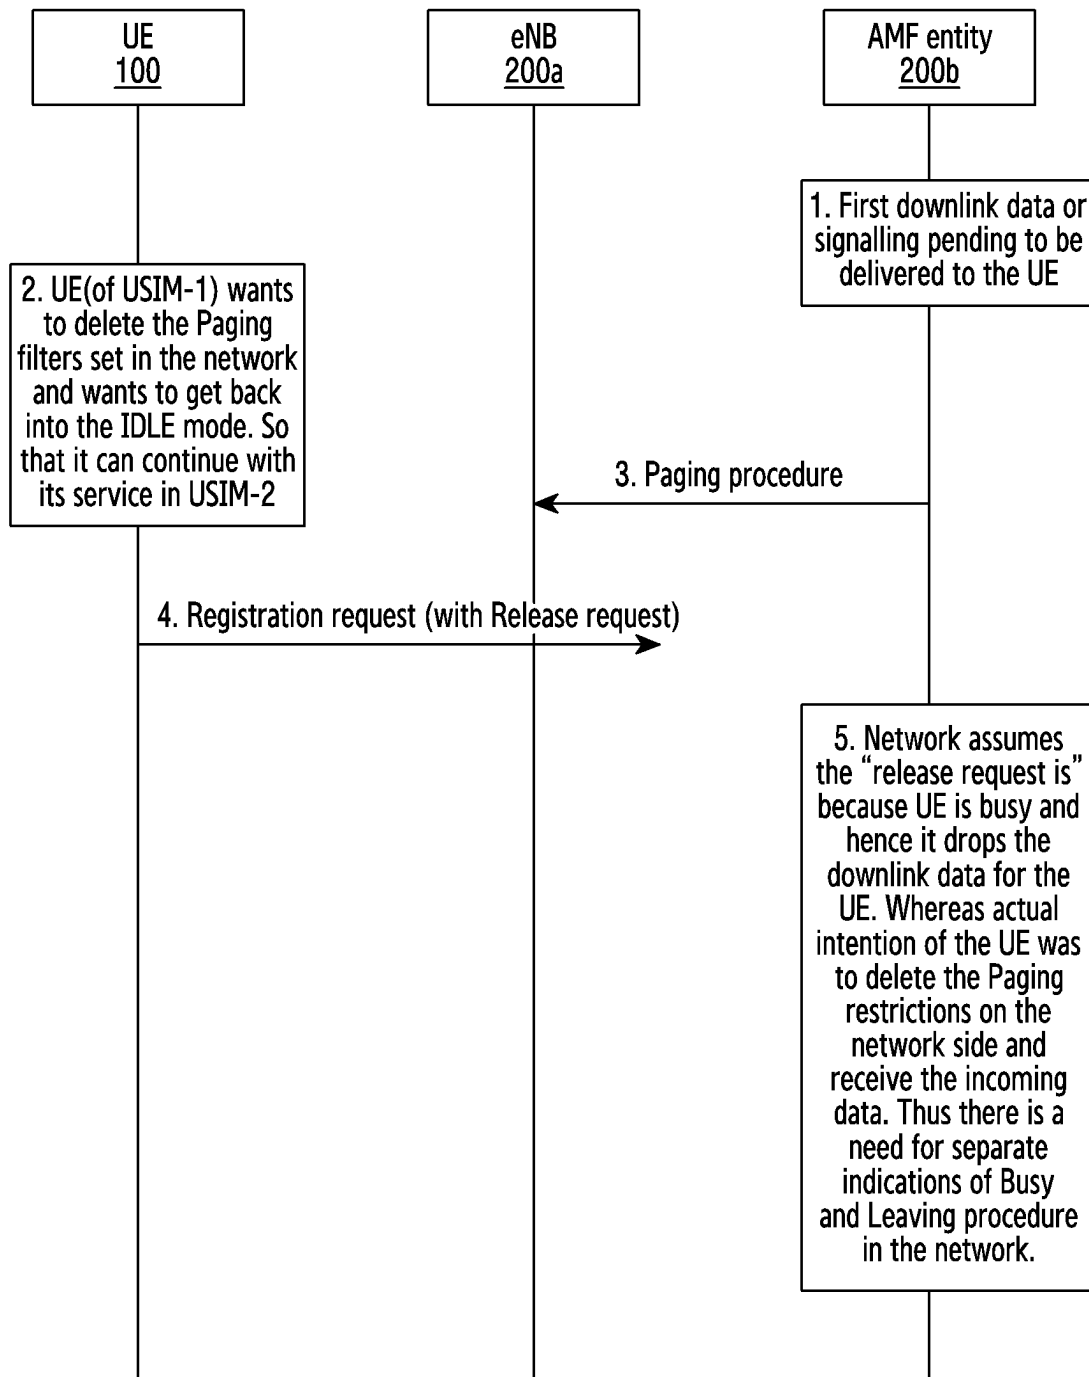 UE
100
eNB
200a
AMF entity
200b
1. First downlink data or
signalling pending to be
delivered to the UE
2. UE(of USIM-1) wants
to delete the Paging
filters set in the network
and wants to get back
into the IDLE mode. So
that it can continue with
its service in USIM-2
3. Paging procedure
4. Registration request (with Release request)
5. Network assumes
the “release request is”
because UE is busy and
hence it drops the
downlink data for the
UE. Whereas actual
intention of the UE was
to delete the Paging
restrictions on the
network side and
receive the incoming
data. Thus there is a
need for separate
indications of Busy
and Leaving procedure
in the network.